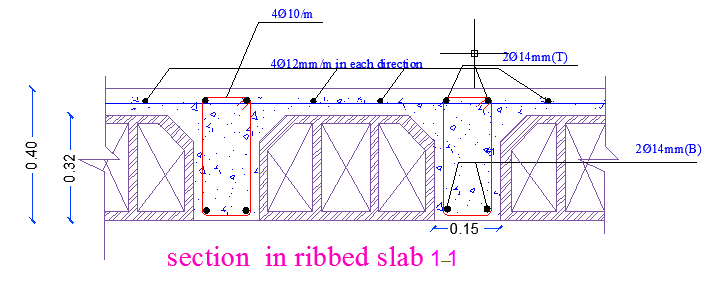 4Ø10/m
2Ø14mm(T)
4Ø12mm/m in each direction
0.40
0.32
2Ø14mm(B)
0.15
section in ribbed slab 1-1